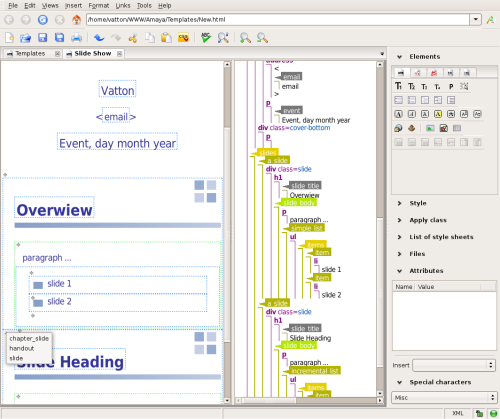 File Edit Views Insert Format Links Tools Help
/home/vatton/WWW/Amaya/Templates/New.html
Templates
Slide Show
Vatton
<email>
Event, day month year
Overwiew
paragraph ...
slide 1
slide 2
chapter_slide
handout
slide
Slide Heading
address
<
email
email
>
p
event
Event, day month year
div class=cover-bottom
p
slides
a slide
div class=slide
h1
slide title
Overwiew
slide body
p
paragraph ...
simple_list
ul
items
item
li
slide 1
item
li
slide 2
a slide
div class=slide
h1
slide title
Slide Heading
slide body
p
paragraph ...
incremental_list
ul
items
item
Elements
Style
Apply class
List of style sheets
Files
Attributes
Name Value
Insert
Special characters
Misc
XML